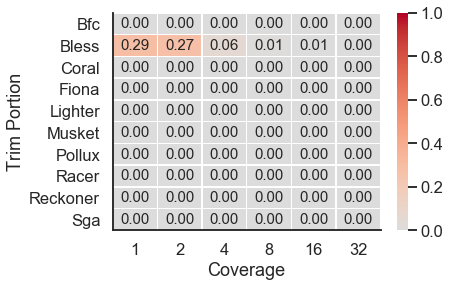 Trim Portion
Bfc 0.00 0.00 0.00 0.00 0.00 0.00
Bless 0.29 0.27 0.06 0.01 0.01 0.00
Coral 0.00 0.00 0.00 0.00 0.00 0.00
Fiona 0.00 0.00 0.00 0.00 0.00 0.00
Lighter 0.00 0.00 0.00 0.00 0.00 0.00
Musket 0.00 0.00 0.00 0.00 0.00 0.00
Pollux 0.00 0.00 0.00 0.00 0.00 0.00
Racer 0.00 0.00 0.00 0.00 0.00 0.00
Reckoner 0.00 0.00 0.00 0.00 0.00 0.00
Sga 0.00 0.00 0.00 0.00 0.00 0.00
1 2 4 8 16 32
Coverage
1.0
0.8
0.6
0.4
0.2
0.0